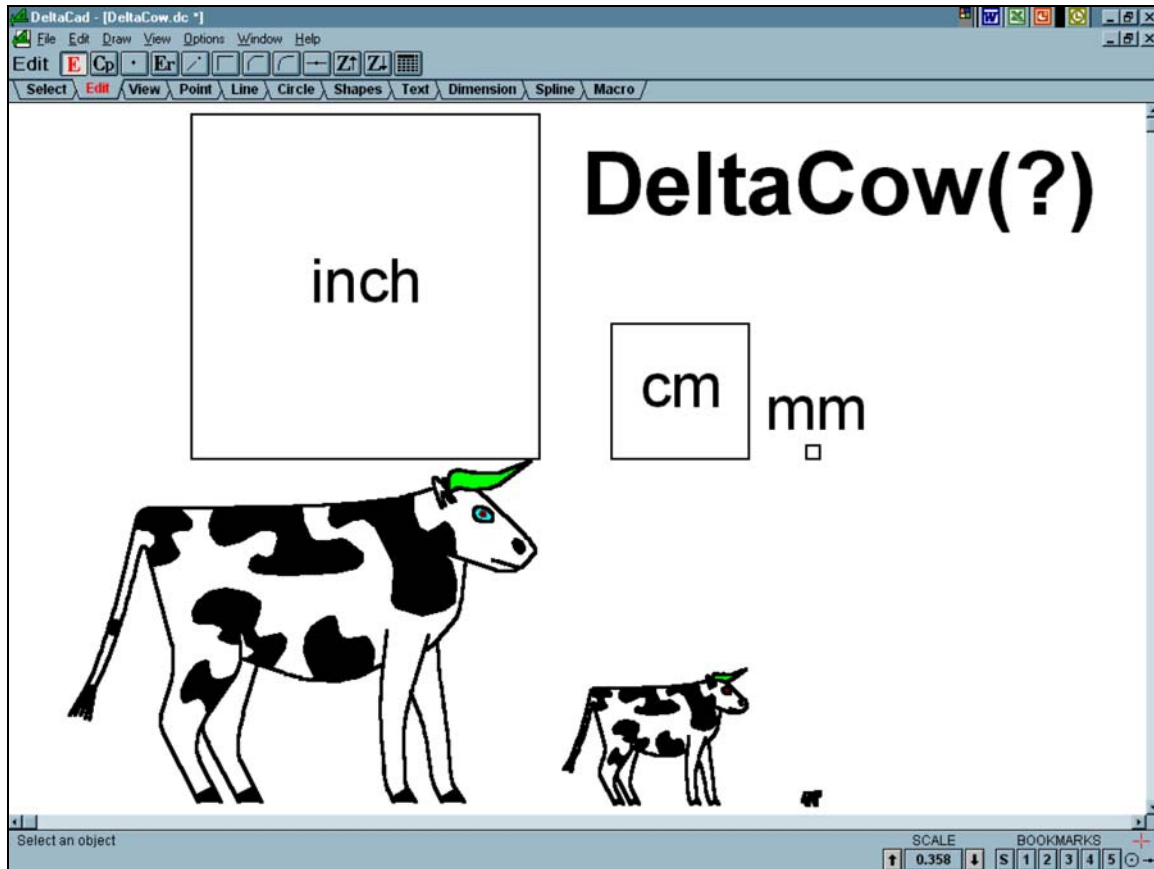 DeltaCad - [DeltaCow.dc *]
File Edit Draw View Options Window Help
Edit E Cp Er Z↑ Z↓
Select Edit View Point Line Circle Shapes Text Dimension Spline Macro
DeltaCow(?)
inch
cm
mm
Select an object
SCALE BOOKMARKS
0.358 S 1 2 3 4 5